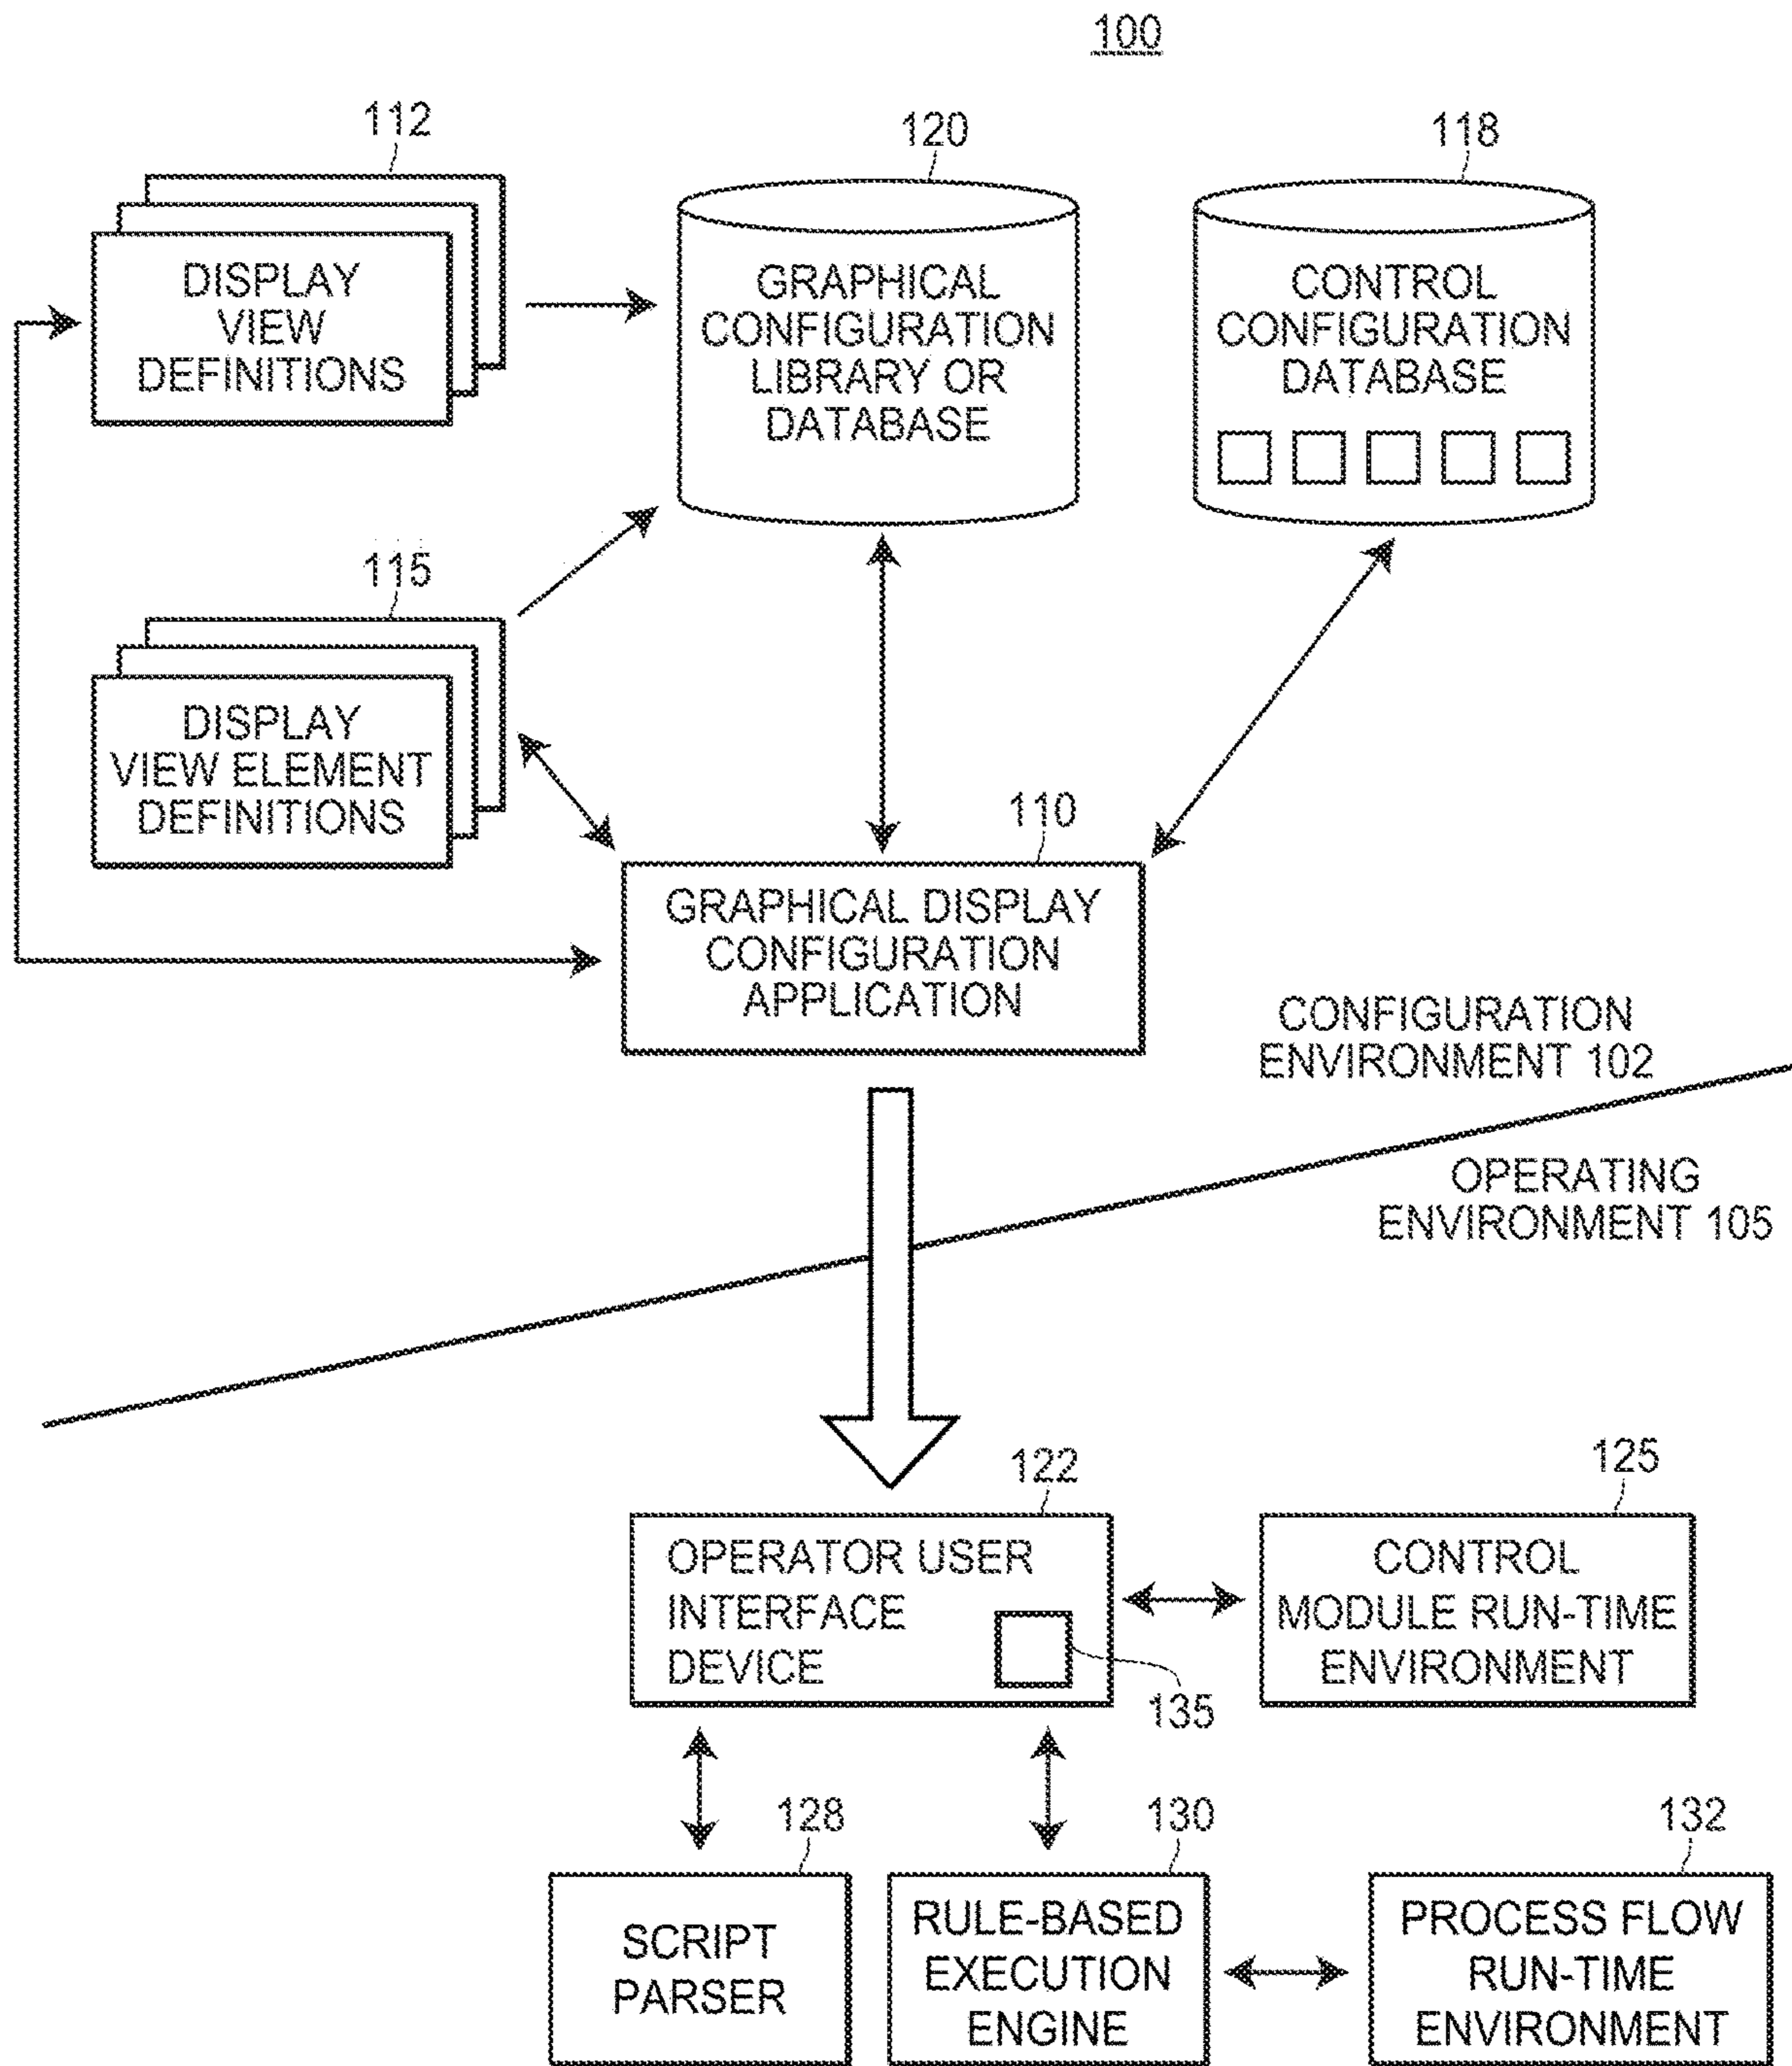 100
112
120
118
DISPLAY
VIEW
DEFINITIONS
GRAPHICAL
CONFIGURATION
LIBRARY OR
DATABASE
CONTROL
CONFIGURATION
DATABASE
115
DISPLAY
VIEW ELEMENT
DEFINITIONS
110
GRAPHICAL DISPLAY
CONFIGURATION
APPLICATION
CONFIGURATION
ENVIRONMENT 102
OPERATING
ENVIRONMENT 105
122
125
OPERATOR USER
INTERFACE
DEVICE
135
CONTROL
MODULE RUN-TIME
ENVIRONMENT
128
130
132
SCRIPT
PARSER
RULE-BASED
EXECUTION
ENGINE
PROCESS FLOW
RUN-TIME
ENVIRONMENT